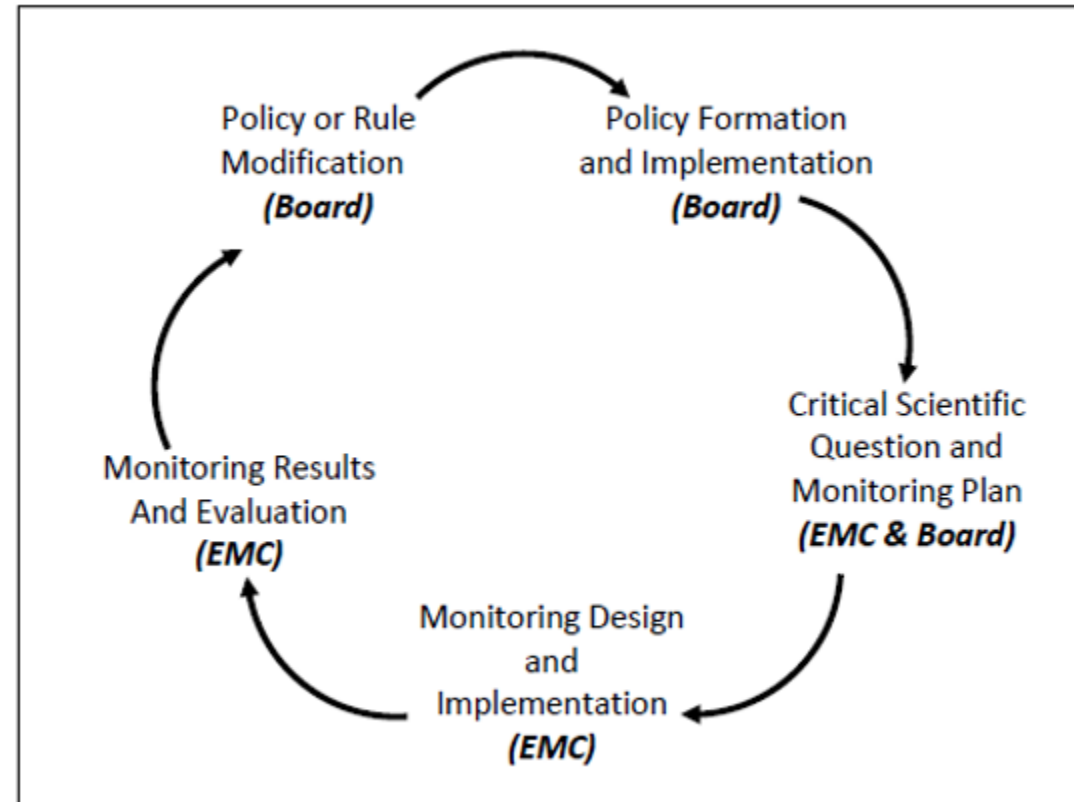 Policy or Rule
Modification
(Board)
Policy Formation
and Implementation
(Board)
Critical Scientific
Question and
Monitoring Plan
(EMC & Board)
Monitoring Design
and
Implementation
(EMC)
Monitoring Results
And Evaluation
(EMC)